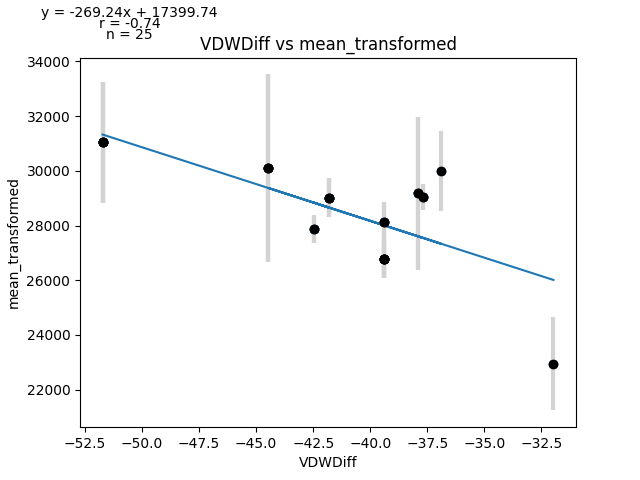 y = -269.24x + 17399.74
r = -0.74
n = 25
VDWDiff vs mean_transformed
34000
32000
30000
28000
26000
24000
22000
mean_transformed
−52.5 −50.0 −47.5 −45.0 −42.5 −40.0 −37.5 −35.0 −32.5
VDWDiff